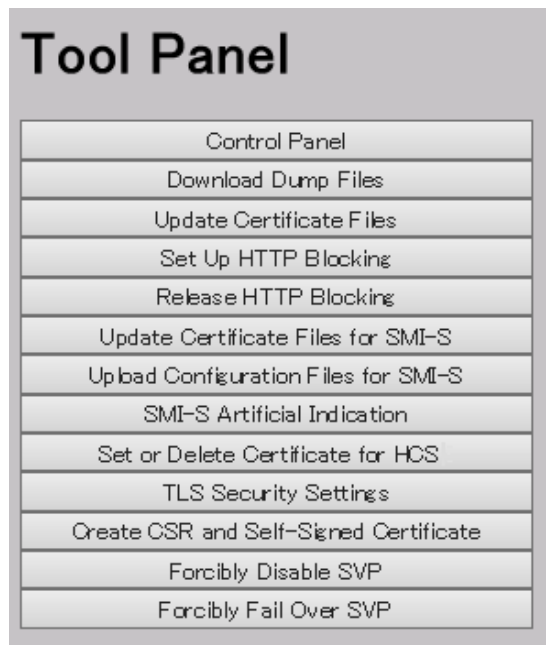 Tool Panel
Control Panel
Download Dump Files
Update Certificate Files
Set Up HTTP Blocking
Release HTTP Blocking
Update Certificate Files for SMI-S
Upload Configuration Files for SMI-S
SMI-S Artificial Indication
Set or Delete Certificate for HCS
TLS Security Settings
Create CSR and Self-Signed Certificate
Forcibly Disable SVP
Forcibly Fail Over SVP